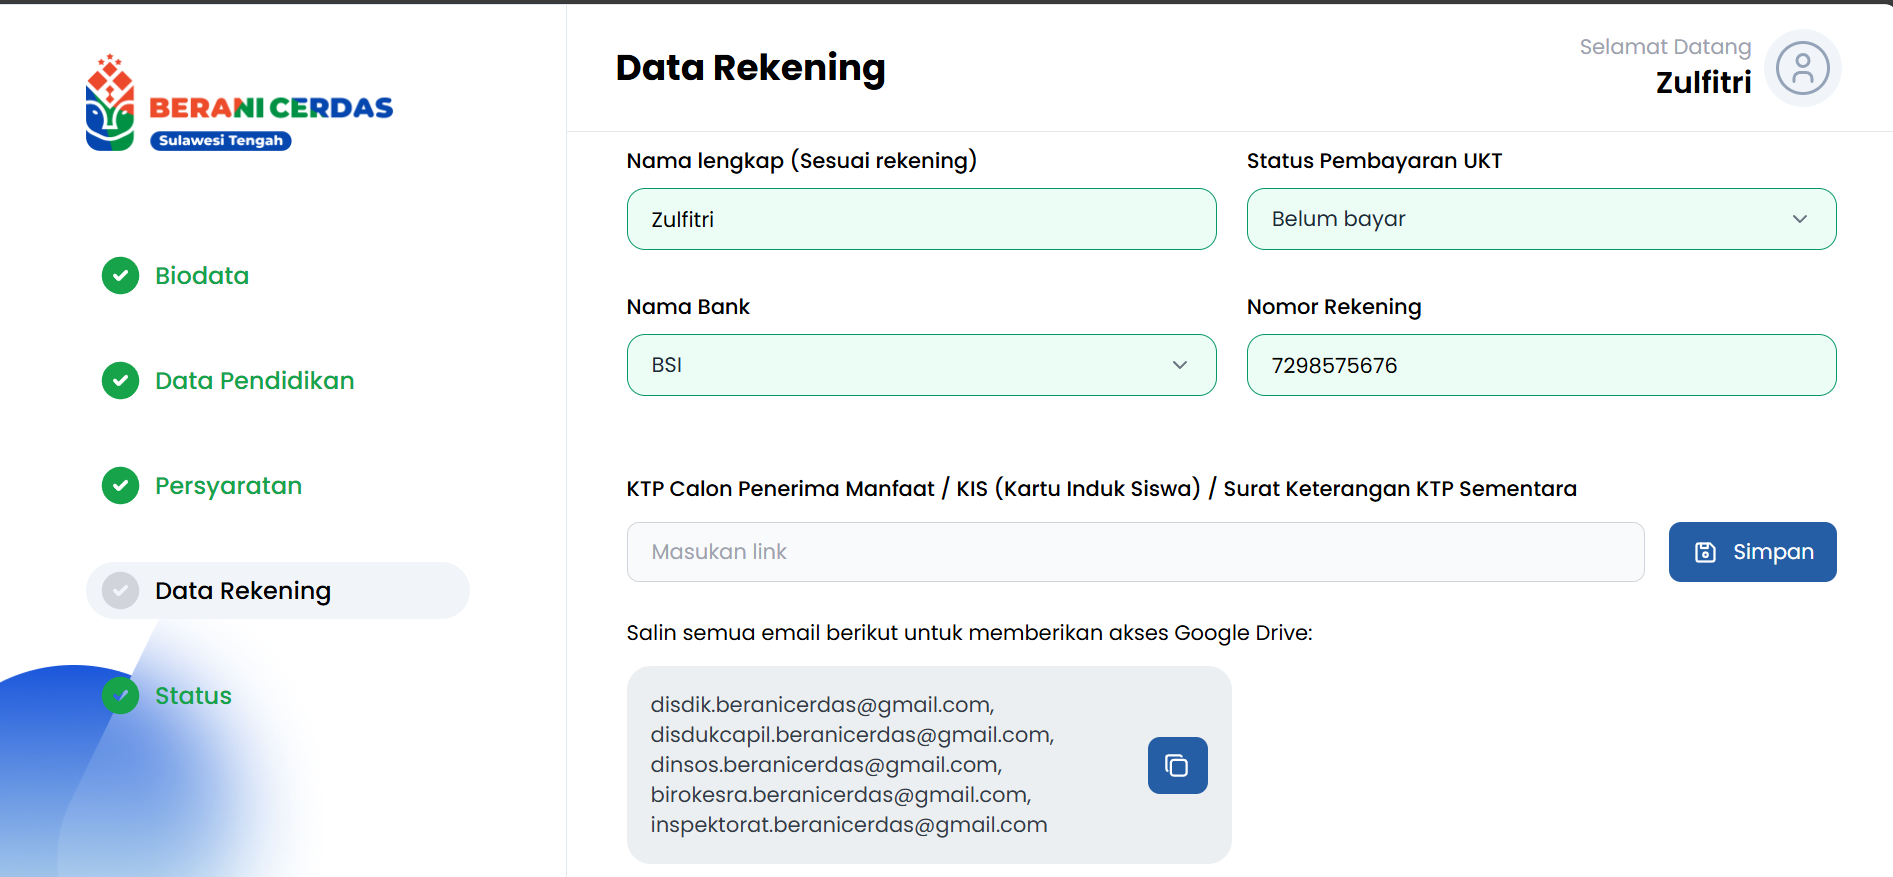 BERANI CERDAS
Sulawesi Tengah
Biodata
Data Pendidikan
Persyaratan
Data Rekening
Status
Data Rekening
Selamat Datang
Zulfitri
Nama lengkap (Sesuai rekening)
Zulfitri
Status Pembayaran UKT
Belum bayar
Nama Bank
BSI
Nomor Rekening
7298575676
KTP Calon Penerima Manfaat / KIS (Kartu Induk Siswa) / Surat Keterangan KTP Sementara
Masukan link
Simpan
Salin semua email berikut untuk memberikan akses Google Drive:
disdik.beranicerdas@gmail.com,
disdukcapil.beranicerdas@gmail.com,
dinsos.beranicerdas@gmail.com,
birokesra.beranicerdas@gmail.com,
inspektorat.beranicerdas@gmail.com